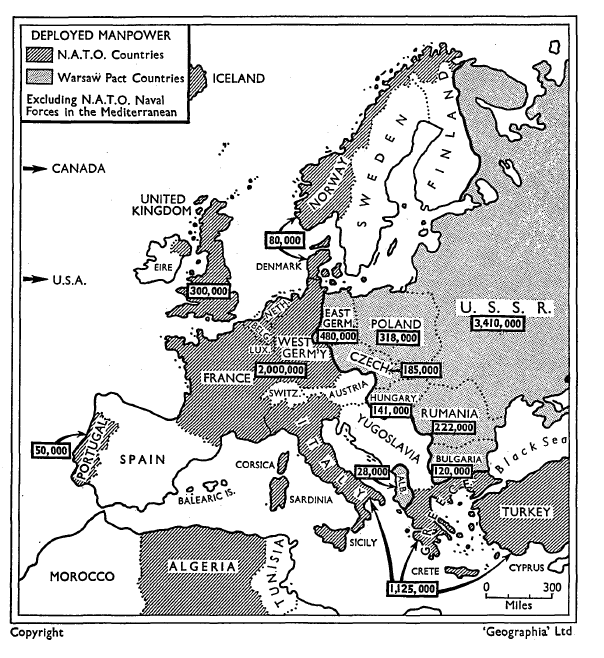 DEPLOYED MANPOWER
N.A.T.O. Countries
Warsaw Pact Countries
Excluding N.A.T.O. Naval
Forces in the Mediterranean
ICELAND
CANADA
U.S.A.
UNITED
KINGDOM
EIRE
300,000
NORWAY
SWEDEN
FINLAND
80,000
DENMARK
NETH.
LUX.
WEST
GERM'Y
2,000,000
FRANCE
EAST
GERM.
480,000
POLAND
318,000
U. S. S. R.
3,410,000
CZECH.
185,000
SWITZ.
AUSTRIA
HUNGARY
141,000
RUMANIA
222,000
YUGOSLAVIA
BULGARIA
120,000
Black Sea
50,000
PORTUGAL
SPAIN
BALEARIC IS.
CORSICA
SARDINIA
ITALY
SICILY
28,000
ALB.
GREECE
TURKEY
CRETE
CYPRUS
1,125,000
MOROCCO
ALGERIA
TUNISIA
0 300
Miles
Copyright
'Geographia' Ltd